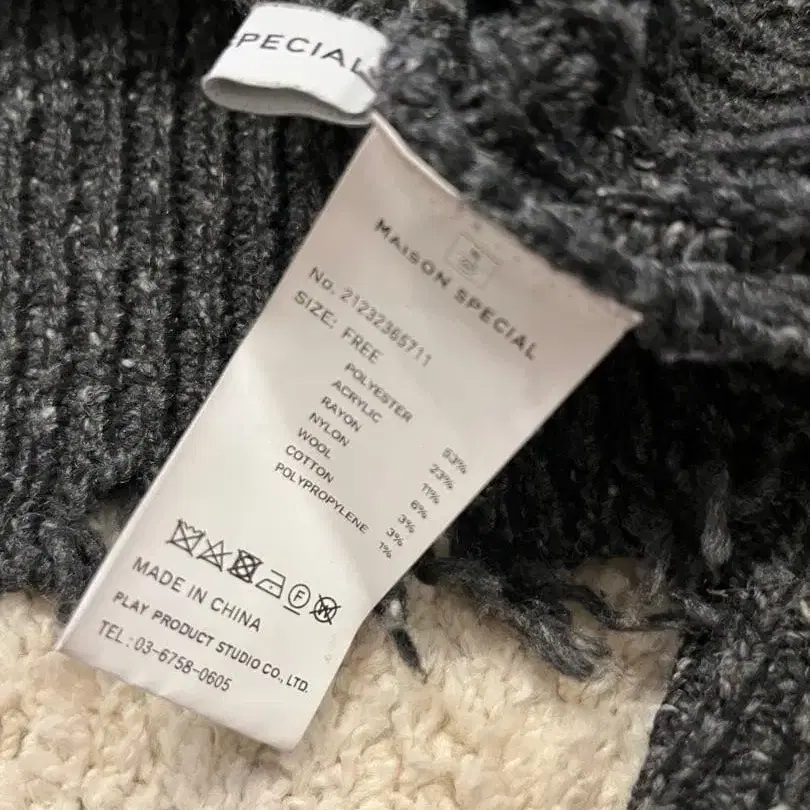 SPECIAL
MAISON SPECIAL
No. 21232365711
SIZE: FREE
POLYESTER 53%
ACRYLIC 23%
RAYON 11%
NYLON 6%
WOOL 3%
COTTON 3%
POLYPROPYLENE 1%
F
W
MADE IN CHINA
PLAY PRODUCT STUDIO CO., LTD.
TEL:03-6758-0605